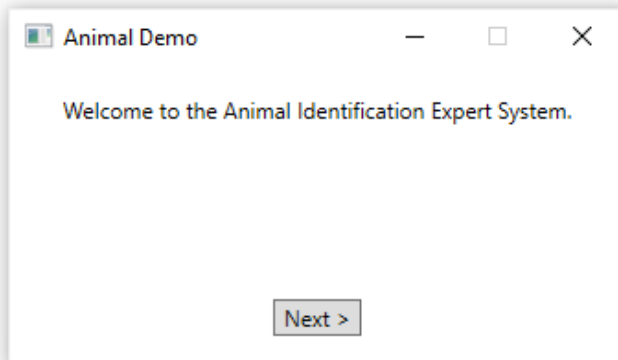 Animal Demo
Welcome to the Animal Identification Expert System.
Next >